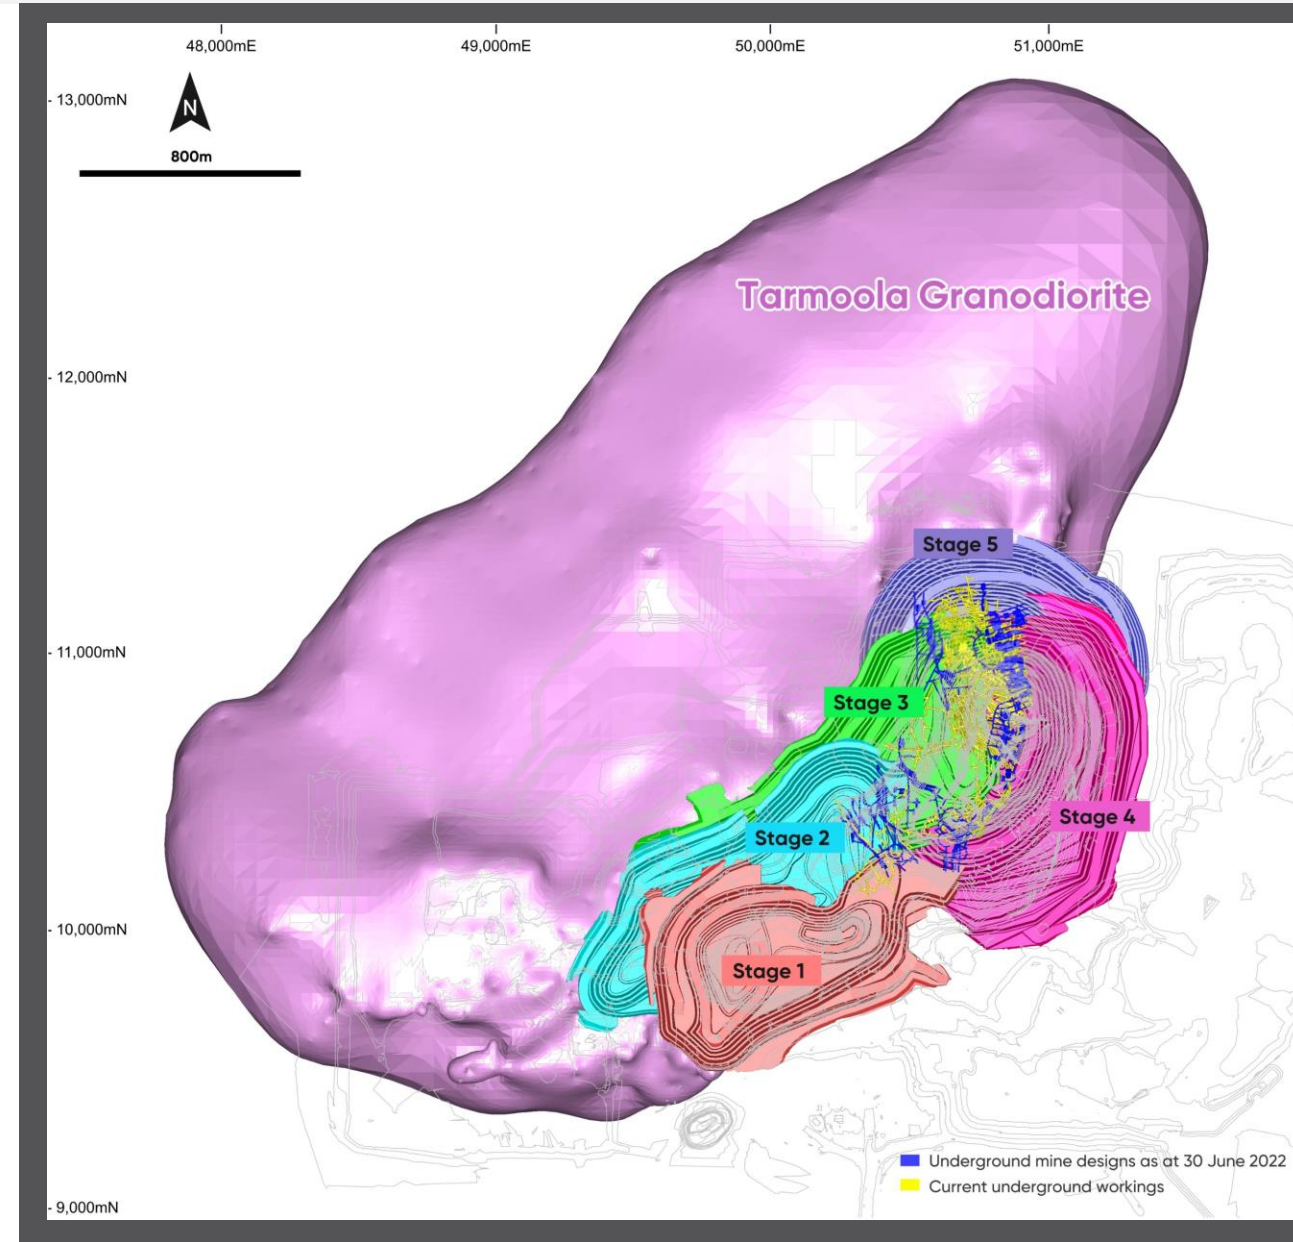 48,000mE 49,000mE 50,000mE 51,000mE
- 13,000mN
N
800m
Tarmoola Granodiorite
- 12,000mN
Stage 5
- 11,000mN
Stage 3
Stage 4
Stage 2
- 10,000mN
Stage 1
Underground mine designs as at 30 June 2022
Current underground workings
- 9,000mN